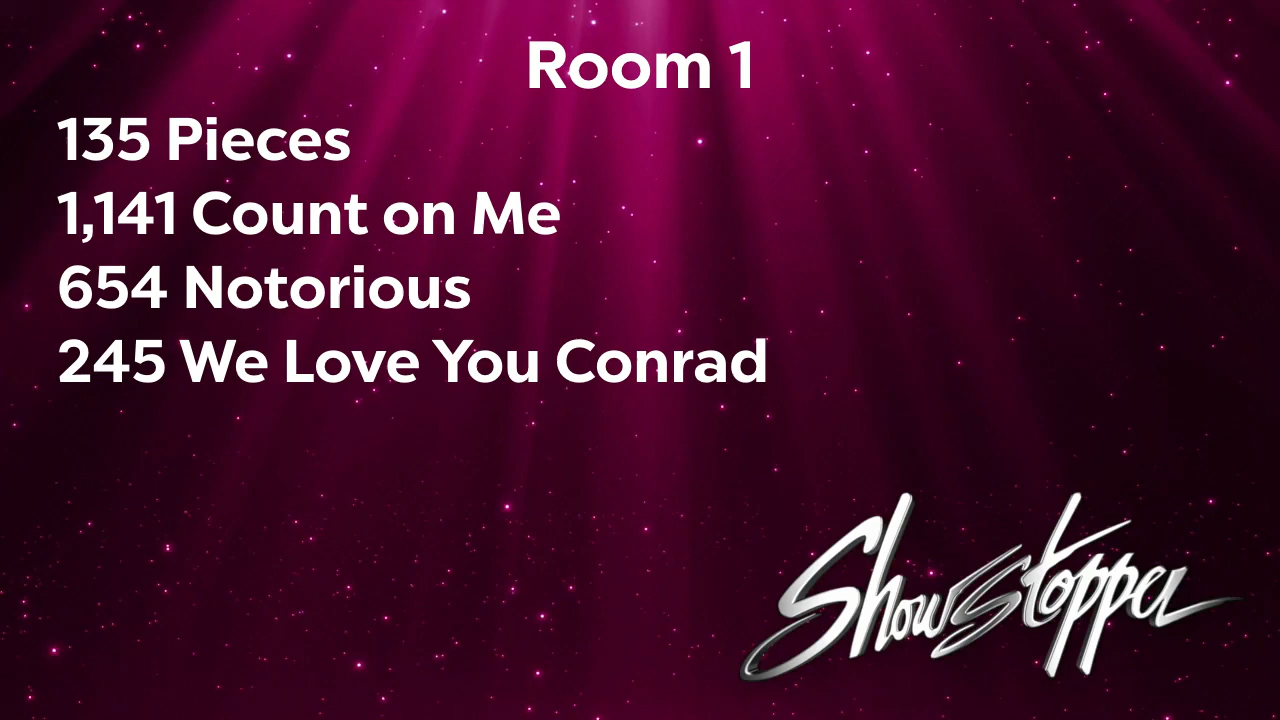 Room 1
135 Pieces
1,141 Count on Me
654 Notorious
245 We Love You Conrad
Showstopper